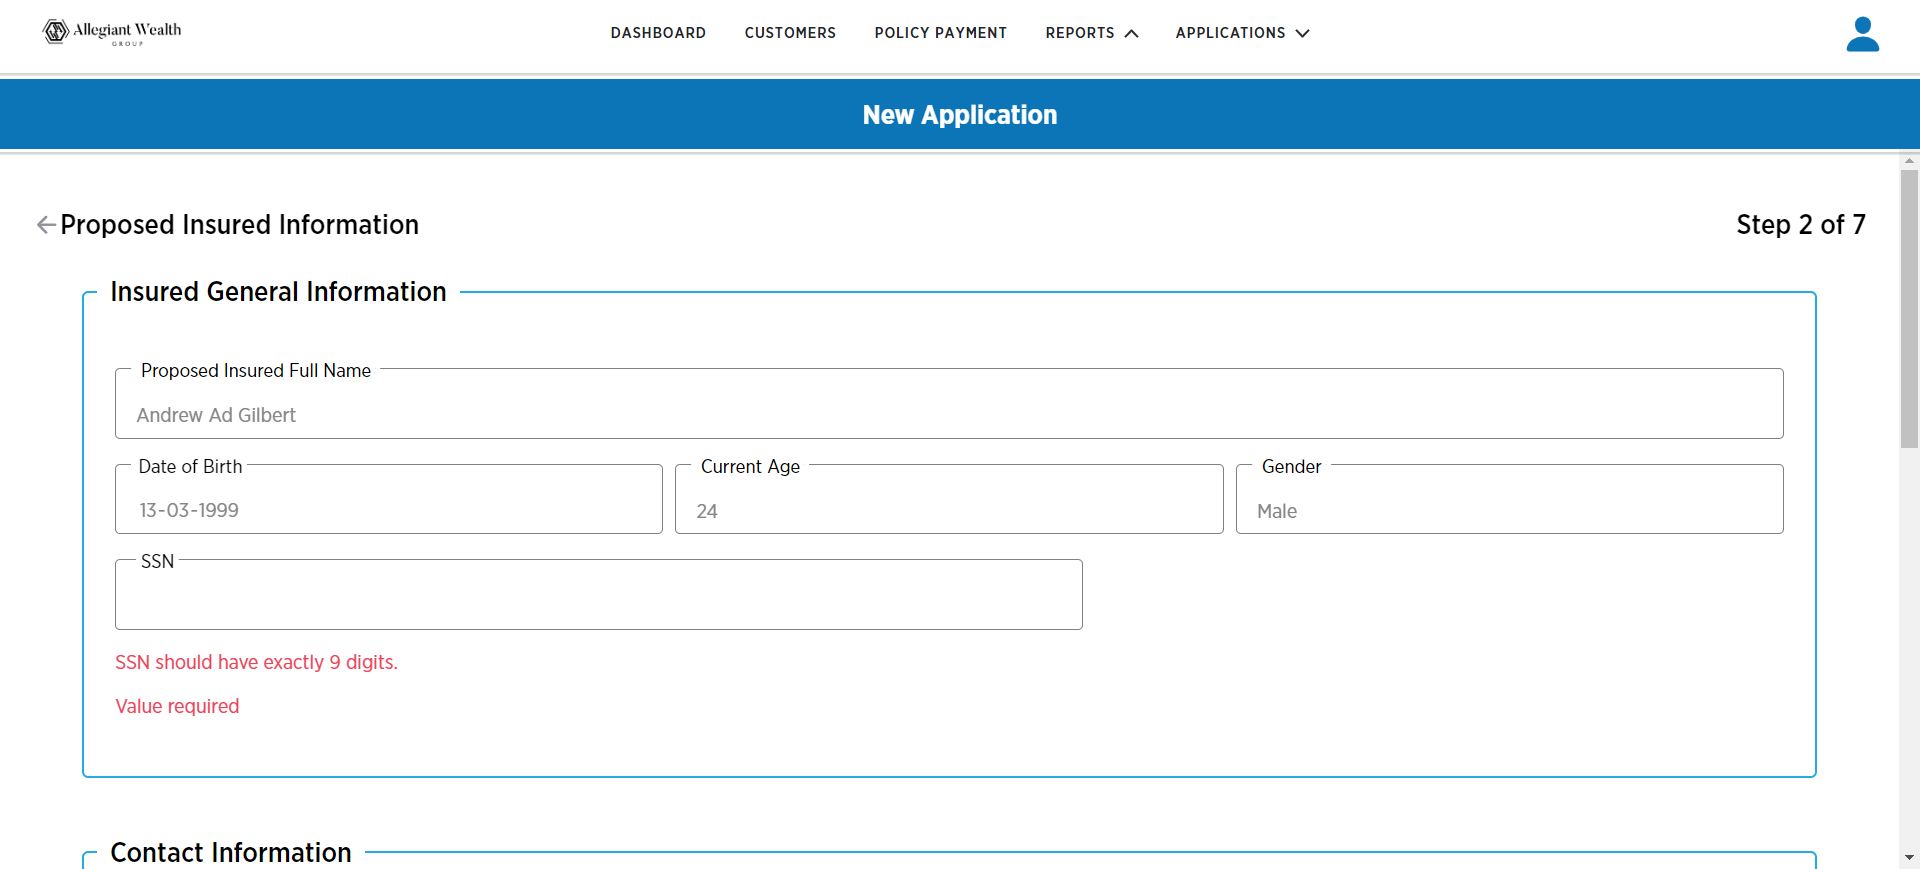 Allegiant Wealth
GROUP
DASHBOARD CUSTOMERS POLICY PAYMENT REPORTS APPLICATIONS
New Application
Proposed Insured Information Step 2 of 7
Insured General Information
Proposed Insured Full Name
Andrew Ad Gilbert
Date of Birth Current Age Gender
13-03-1999 24 Male
SSN
SSN should have exactly 9 digits.
Value required
Contact Information